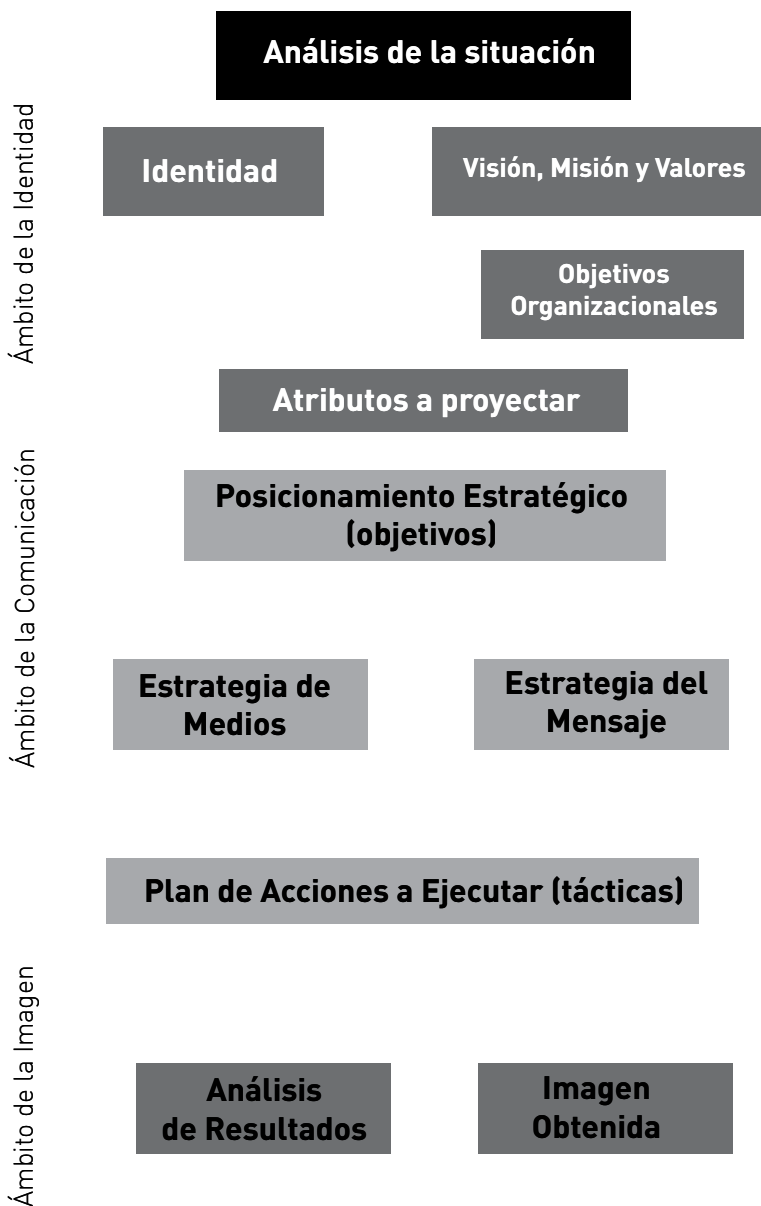 Análisis de la situación
Ámbito de la Identidad
Identidad
Visión, Misión y Valores
Objetivos
Organizacionales
Atributos a proyectar
Ámbito de la Comunicación
Posicionamiento Estratégico
(objetivos)
Estrategia de
Medios
Estrategia del
Mensaje
Plan de Acciones a Ejecutar (tácticas)
Ámbito de la Imagen
Análisis
de Resultados
Imagen
Obtenida